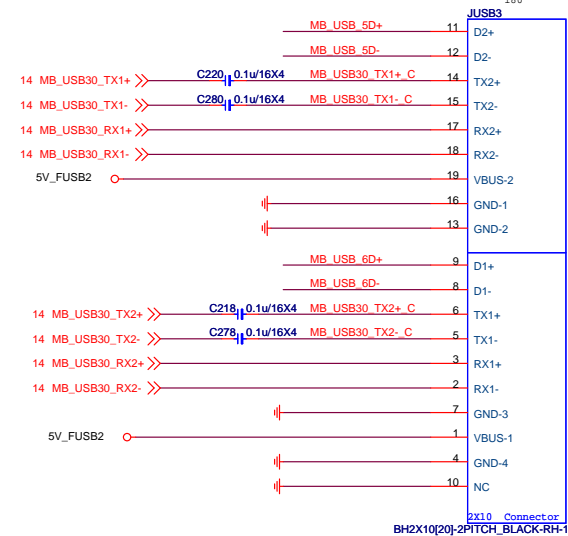 JUSB3
MB_USB_5D+ 11 D2+
MB_USB_5D- 12 D2-
14 MB_USB30_TX1+ C220 0.1u/16X4 MB_USB30_TX1+_C 14 TX2+
14 MB_USB30_TX1- C280 0.1u/16X4 MB_USB30_TX1-_C 15 TX2-
14 MB_USB30_RX1+ 17 RX2+
14 MB_USB30_RX1- 18 RX2-
5V_FUSB2 19 VBUS-2
16 GND-1
13 GND-2
MB_USB_6D+ 9 D1+
MB_USB_6D- 8 D1-
14 MB_USB30_TX2+ C218 0.1u/16X4 MB_USB30_TX2+_C 6 TX1+
14 MB_USB30_TX2- C278 0.1u/16X4 MB_USB30_TX2-_C 5 TX1-
14 MB_USB30_RX2+ 3 RX1+
14 MB_USB30_RX2- 2 RX1-
7 GND-3
5V_FUSB2 1 VBUS-1
4 GND-4
10 NC
2X10 Connector
BH2X10[20]-2PITCH_BLACK-RH-1